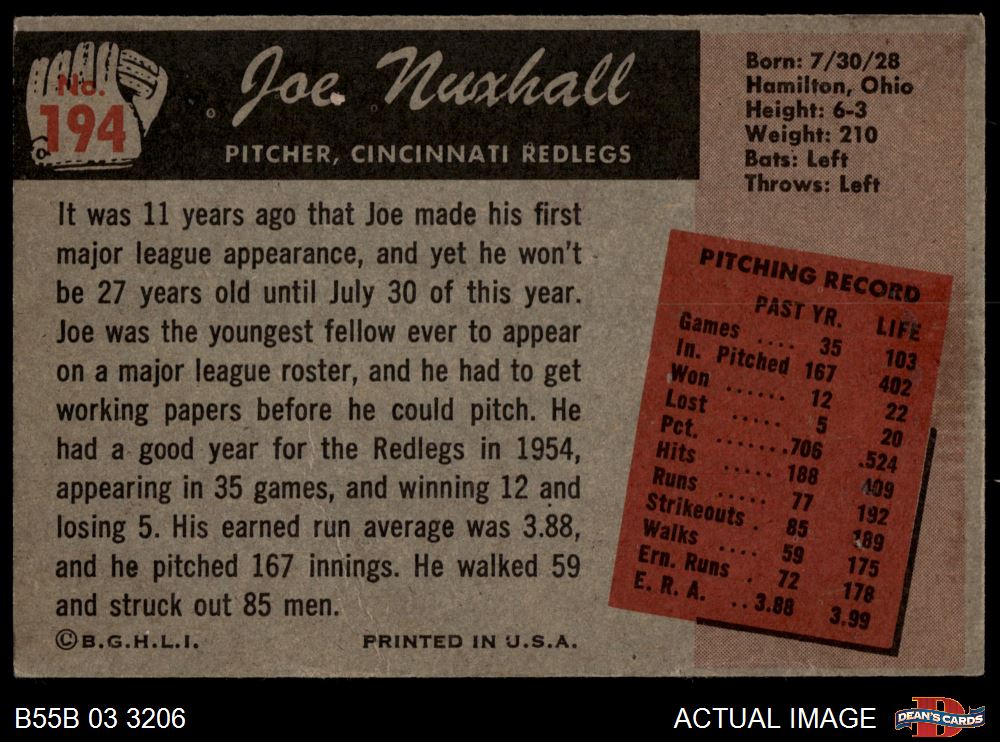 No.
194
Joe Nuxhall
PITCHER, CINCINNATI REDLEGS
Born: 7/30/28
Hamilton, Ohio
Height: 6-3
Weight: 210
Bats: Left
Throws: Left
It was 11 years ago that Joe made his first
major league appearance, and yet he won't
be 27 years old until July 30 of this year.
Joe was the youngest fellow ever to appear
on a major league roster, and he had to get
working papers before he could pitch. He
had a good year for the Redlegs in 1954,
appearing in 35 games, and winning 12 and
losing 5. His earned run average was 3.88,
and he pitched 167 innings. He walked 59
and struck out 85 men.
©B.G.H.L.I. PRINTED IN U.S.A.
PITCHING RECORD
PAST YR. LIFE
Games .... 35 103
In. Pitched 167 402
Won ...... 12 22
Lost ..... 5 20
Pct. .......706 .524
Hits ..... 188 409
Runs ..... 77 192
Strikeouts . 85 189
Walks .... 59 175
Ern. Runs . 72 178
E. R. A. ..3.88 3.99
B55B 03 3206
ACTUAL IMAGE
D
DEAN'S CARDS